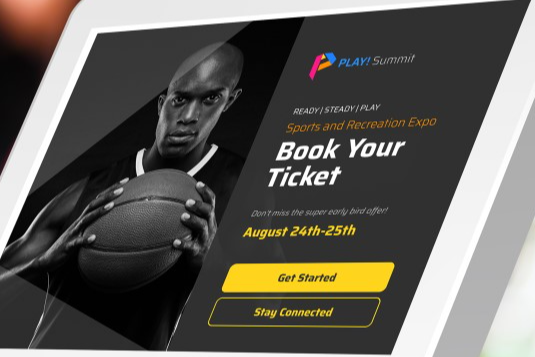 PLAY! Summit
READY | STEADY | PLAY
Sports and Recreation Expo
Book Your
Ticket
Don't miss the super early bird offer!
August 24th-25th
Get Started
Stay Connected